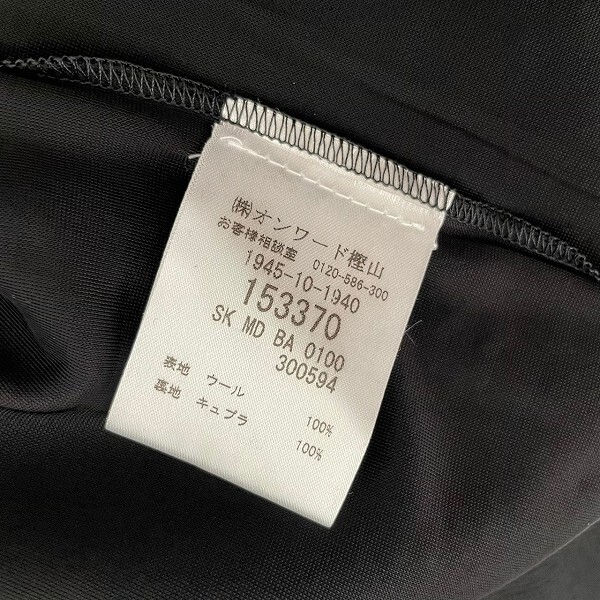 ㈱オンワード樫山
お客様相談室 0120-586-300
1945-10-1940
153370
SK MD BA 0100
300594
表地 ウール 100%
裏地 キュプラ 100%